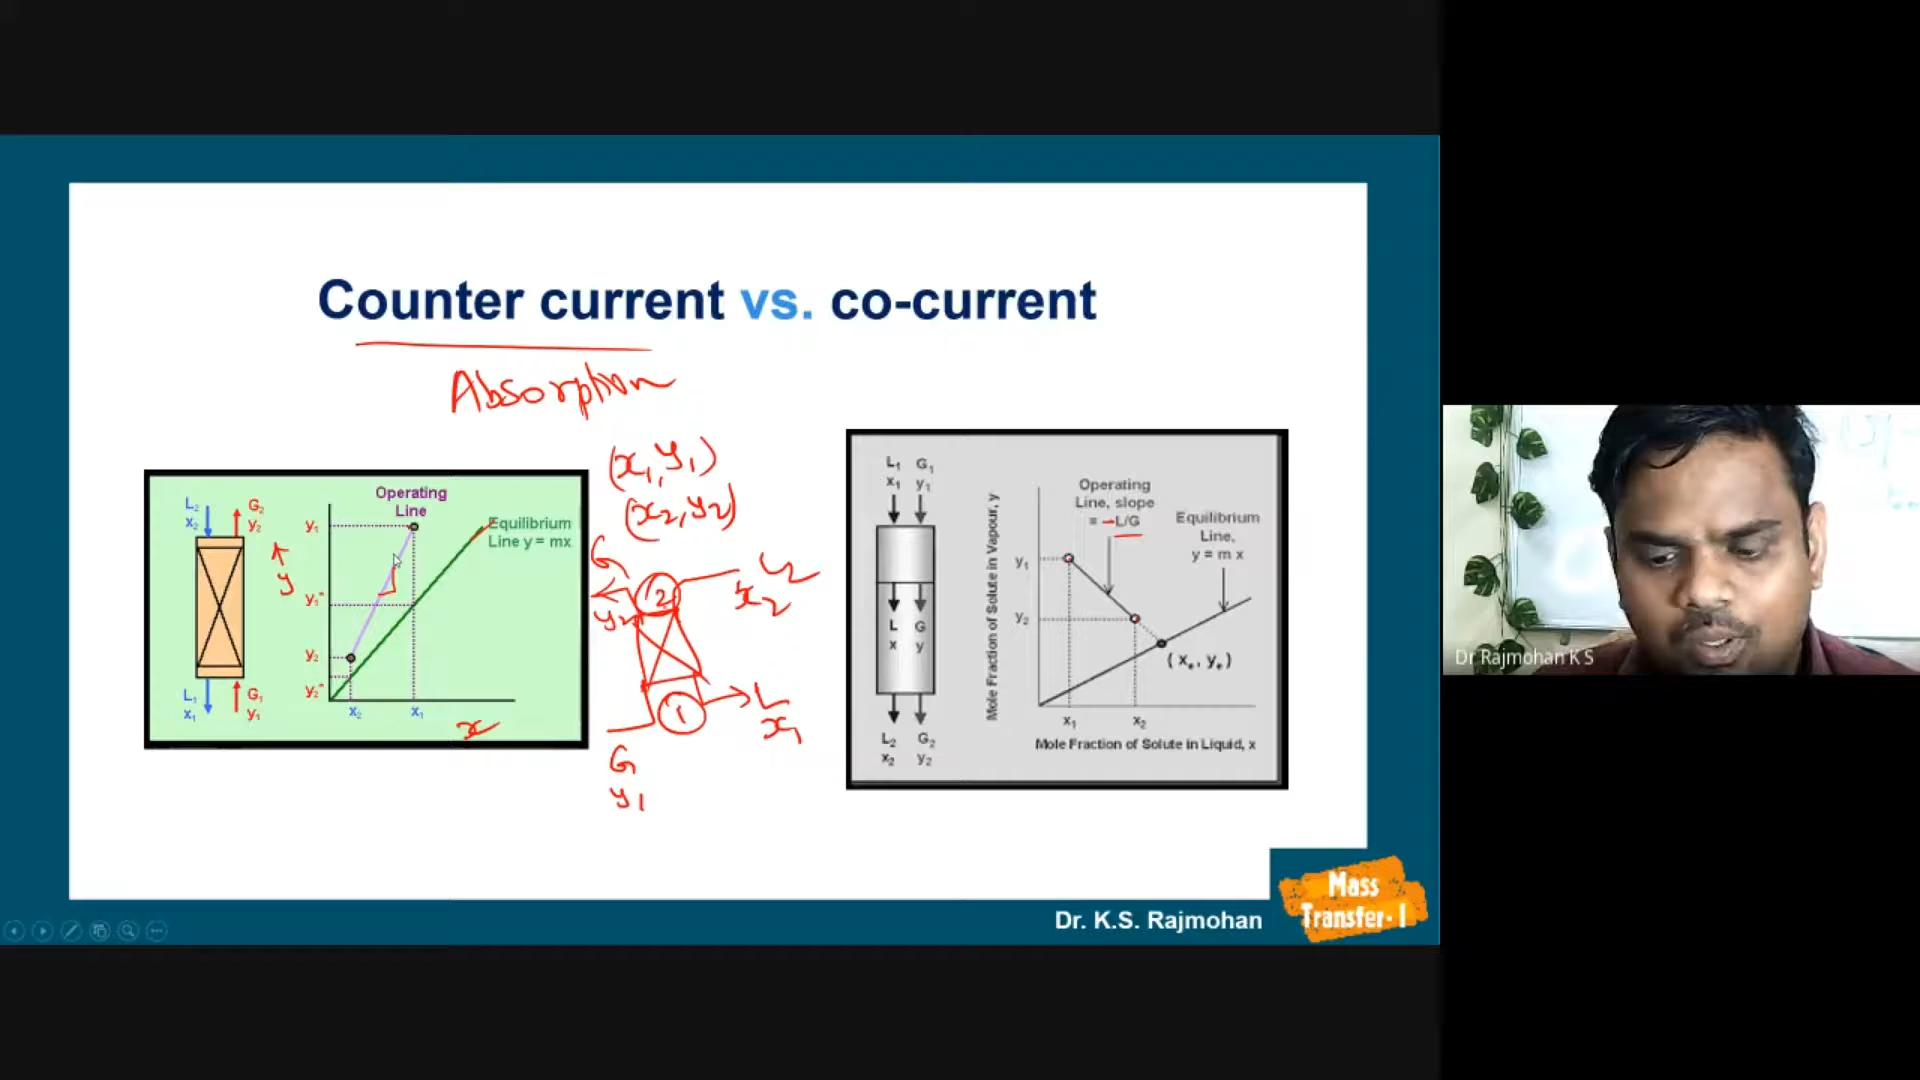 Counter current vs. co-current
Absorption
L₂ G₂
x₂ y₂
L₁ G₁
x₁ y₁
y
Operating
Line
Equilibrium
Line y = mx
y₁
y₁*
y₂
y₂*
x₂ x₁
x
(x₁, y₁)
(x₂, y₂)
G
y₂
2
L₂
x₂
1
L
x₁
G
y₁
L₁ G₁
x₁ y₁
L G
x y
L₂ G₂
x₂ y₂
Mole Fraction of Solute in Vapour, y
Operating
Line, slope
= -L/G
Equilibrium
Line,
y = m x
y₁
y₂
(xₑ, yₑ)
x₁ x₂
Mole Fraction of Solute in Liquid, x
Dr Rajmohan K S
Dr. K.S. Rajmohan
Mass
Transfer- I